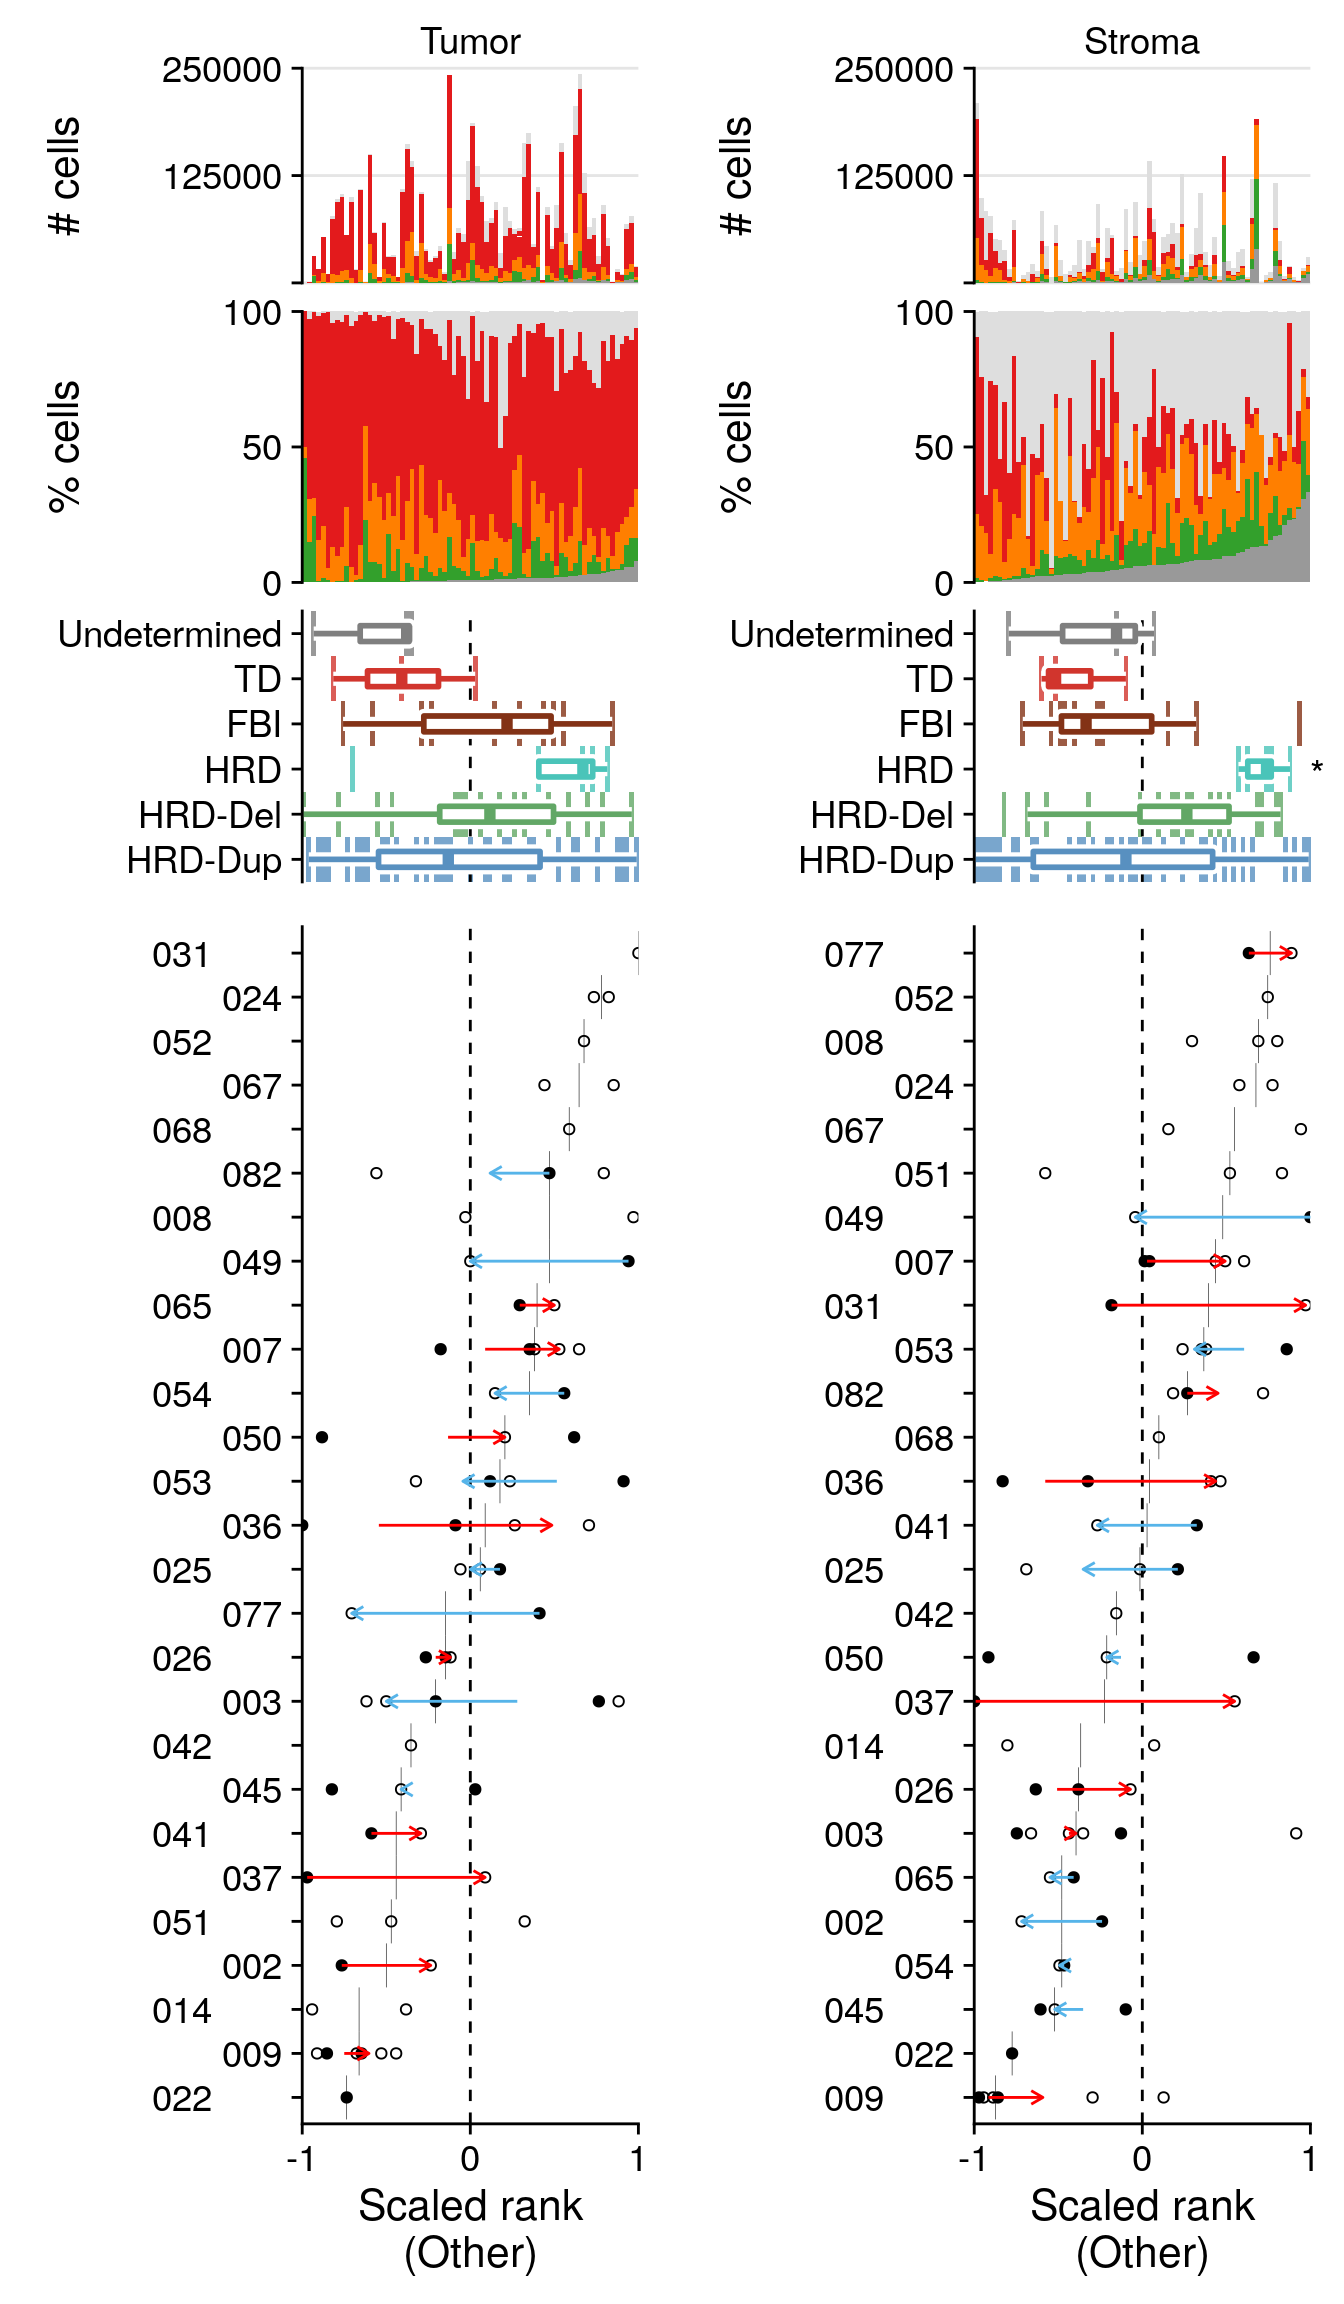 Tumor
250000
125000
# cells
100
50
0
% cells
Undetermined
TD
FBI
HRD
HRD-Del
HRD-Dup
031
024
052
067
068
082
008
049
065
007
054
050
053
036
025
077
026
003
042
045
041
037
051
002
014
009
022
-1 0 1
Scaled rank
(Other)
Stroma
250000
125000
# cells
100
50
0
% cells
Undetermined
TD
FBI
HRD *
HRD-Del
HRD-Dup
077
052
008
024
067
051
049
007
031
053
082
068
036
041
025
042
050
037
014
026
003
065
002
054
045
022
009
-1 0 1
Scaled rank
(Other)